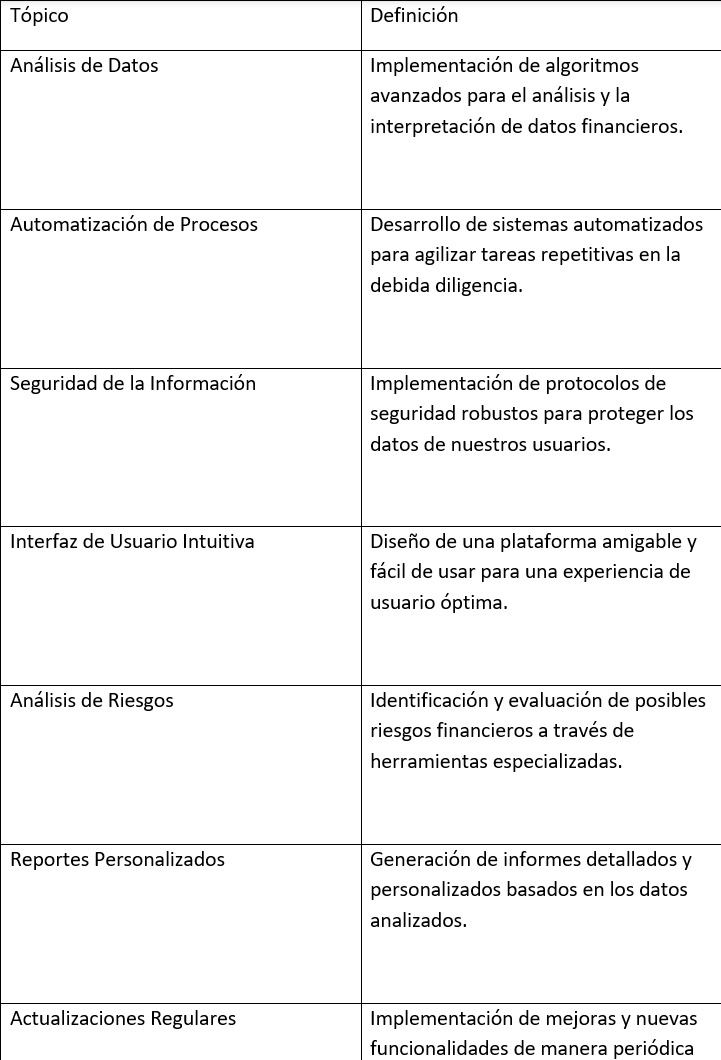 Tópico
Definición
Análisis de Datos
Implementación de algoritmos
avanzados para el análisis y la
interpretación de datos financieros.
Automatización de Procesos
Desarrollo de sistemas automatizados
para agilizar tareas repetitivas en la
debida diligencia.
Seguridad de la Información
Implementación de protocolos de
seguridad robustos para proteger los
datos de nuestros usuarios.
Interfaz de Usuario Intuitiva
Diseño de una plataforma amigable y
fácil de usar para una experiencia de
usuario óptima.
Análisis de Riesgos
Identificación y evaluación de posibles
riesgos financieros a través de
herramientas especializadas.
Reportes Personalizados
Generación de informes detallados y
personalizados basados en los datos
analizados.
Actualizaciones Regulares
Implementación de mejoras y nuevas
funcionalidades de manera periódica